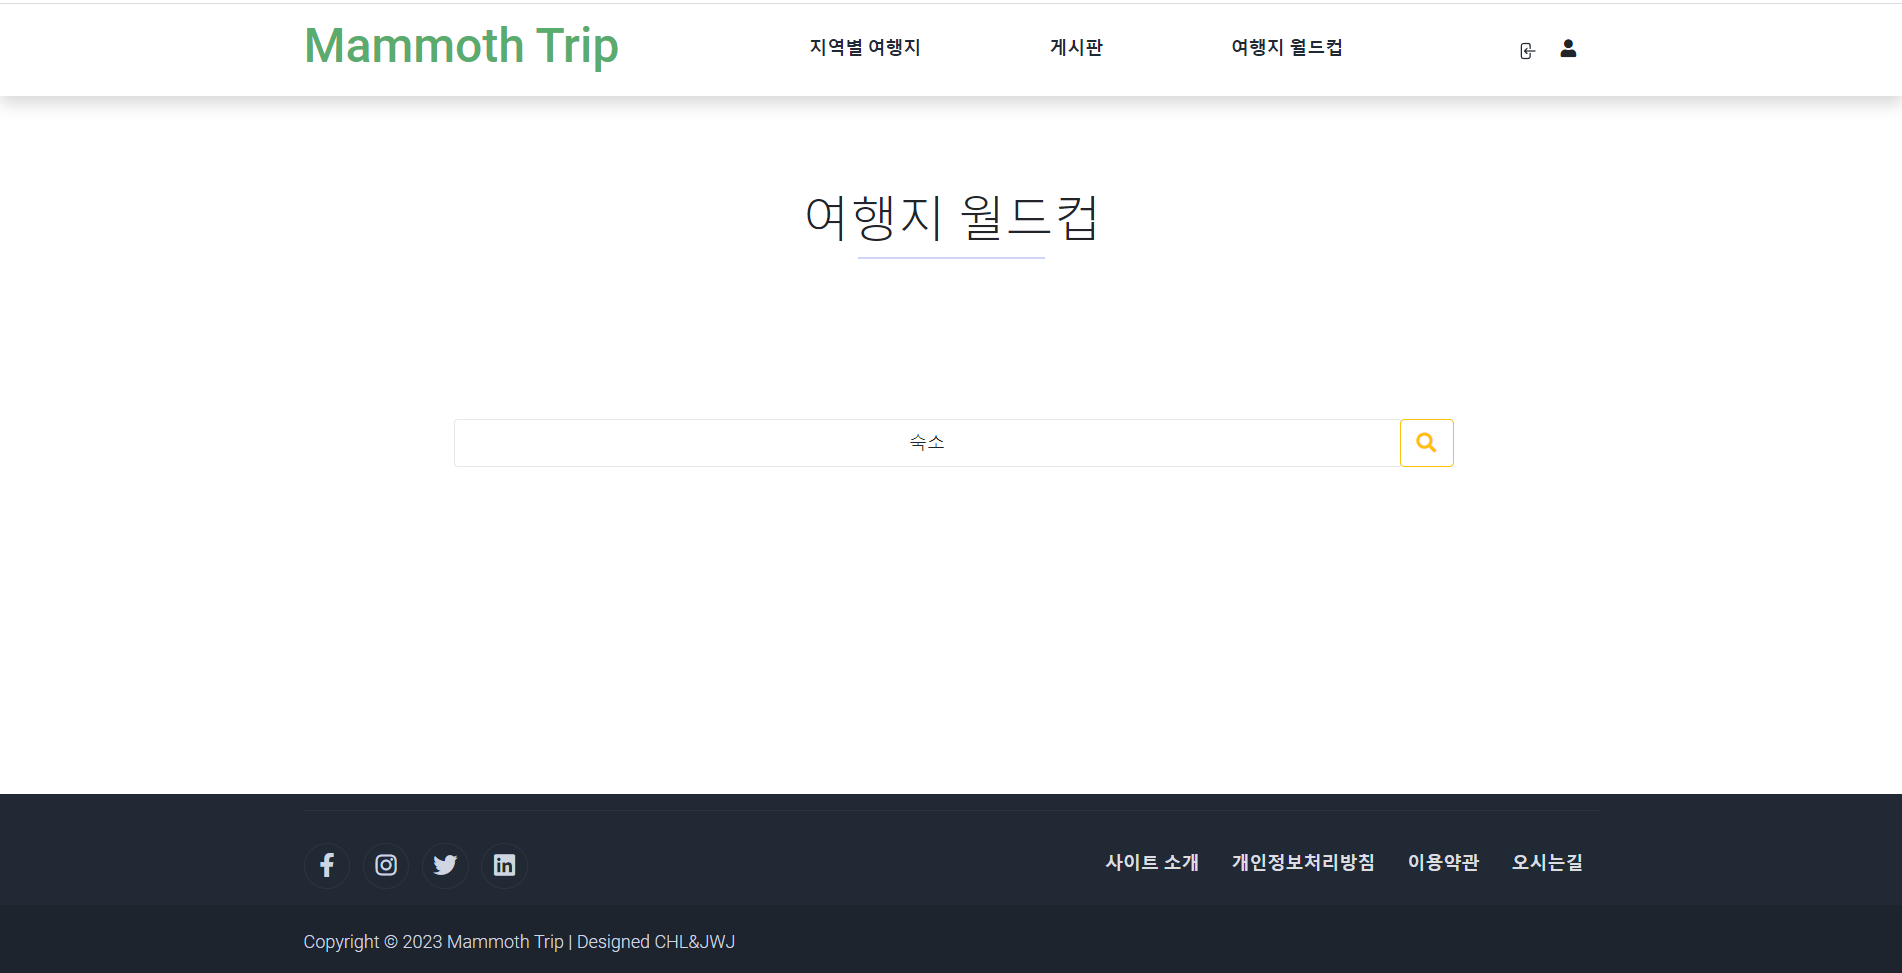 Mammoth Trip 지역별 여행지 게시판 여행지 월드컵
여행지 월드컵
숙소
사이트 소개 개인정보처리방침 이용약관 오시는길
Copyright © 2023 Mammoth Trip | Designed CHL&JWJ